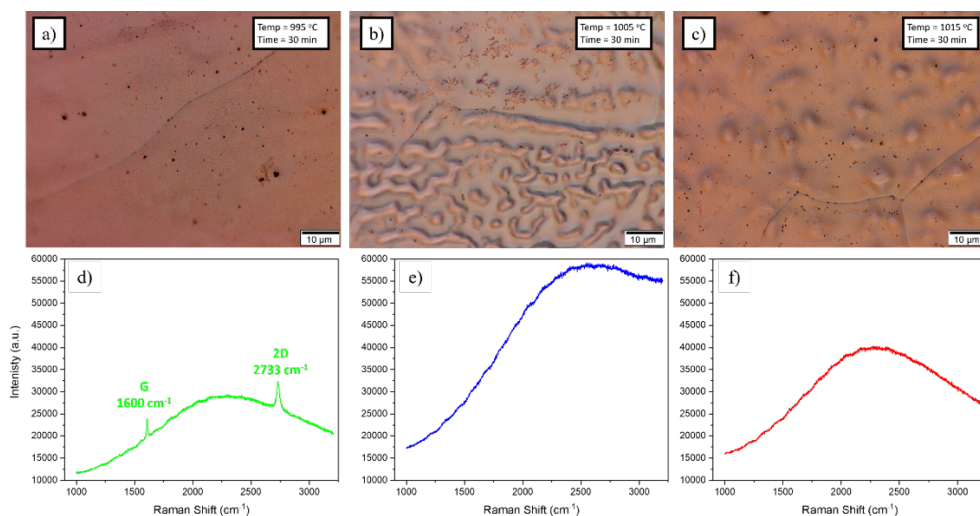 a)
Temp = 995 °C
Time = 30 min
10 µm
b)
Temp = 1005 °C
Time = 30 min
10 µm
c)
Temp = 1015 °C
Time = 30 min
10 µm
d)
60000
55000
50000
45000
40000
35000
30000
25000
20000
15000
10000
Intenisty (a.u.)
G
1600 cm⁻¹
2D
2733 cm⁻¹
1000 1500 2000 2500 3000
Raman Shift (cm⁻¹)
e)
60000
55000
50000
45000
40000
35000
30000
25000
20000
15000
10000
1000 1500 2000 2500 3000
Raman Shift (cm⁻¹)
f)
60000
55000
50000
45000
40000
35000
30000
25000
20000
15000
10000
1000 1500 2000 2500 3000
Raman Shift (cm⁻¹)